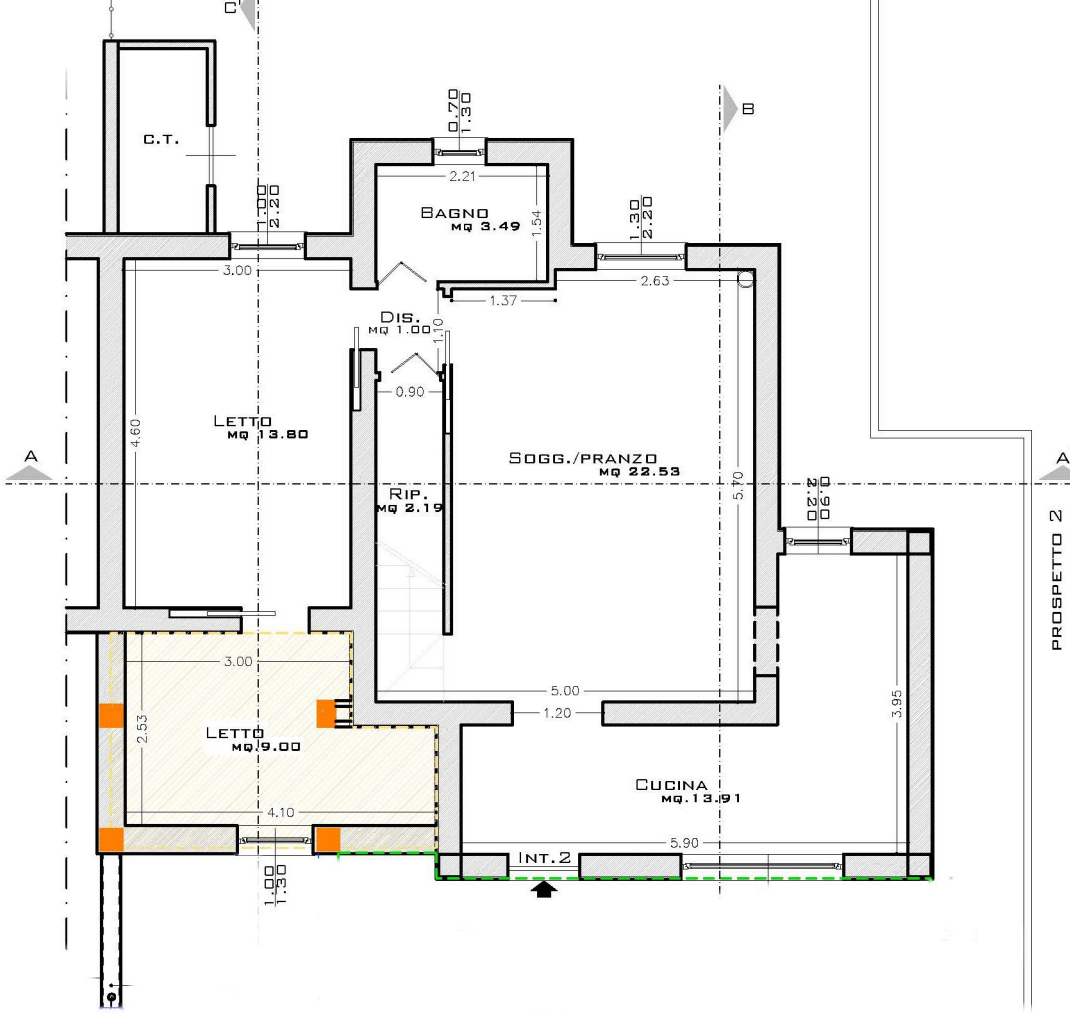 C'
C.T.
0.70
1.30
B
2.21
BAGNO
MQ 3.49
1.54
1.00
2.20
1.30
2.20
3.00
2.63
1.37
DIS.
MQ 1.00
1.10
0.90
LETTO
MQ 13.80
4.60
SOGG./PRANZO
MQ 22.53
A
A
5.70
RIP.
MQ 2.19
0.90
2.20
PROSPETTO 2
3.00
5.00
1.20
3.95
2.53
LETTO
MQ.9.00
CUCINA
MQ.13.91
4.10
5.90
INT.2
1.00
1.30